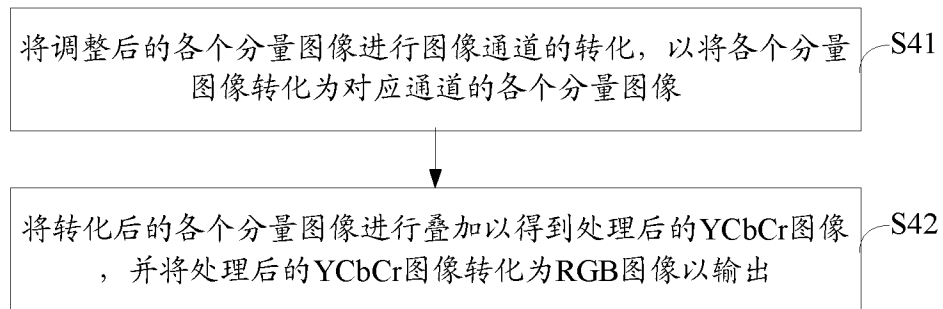 将调整后的各个分量图像进行图像通道的转化，以将各个分量
图像转化为对应通道的各个分量图像
S41
将转化后的各个分量图像进行叠加以得到处理后的YCbCr图像
，并将处理后的YCbCr图像转化为RGB图像以输出
S42